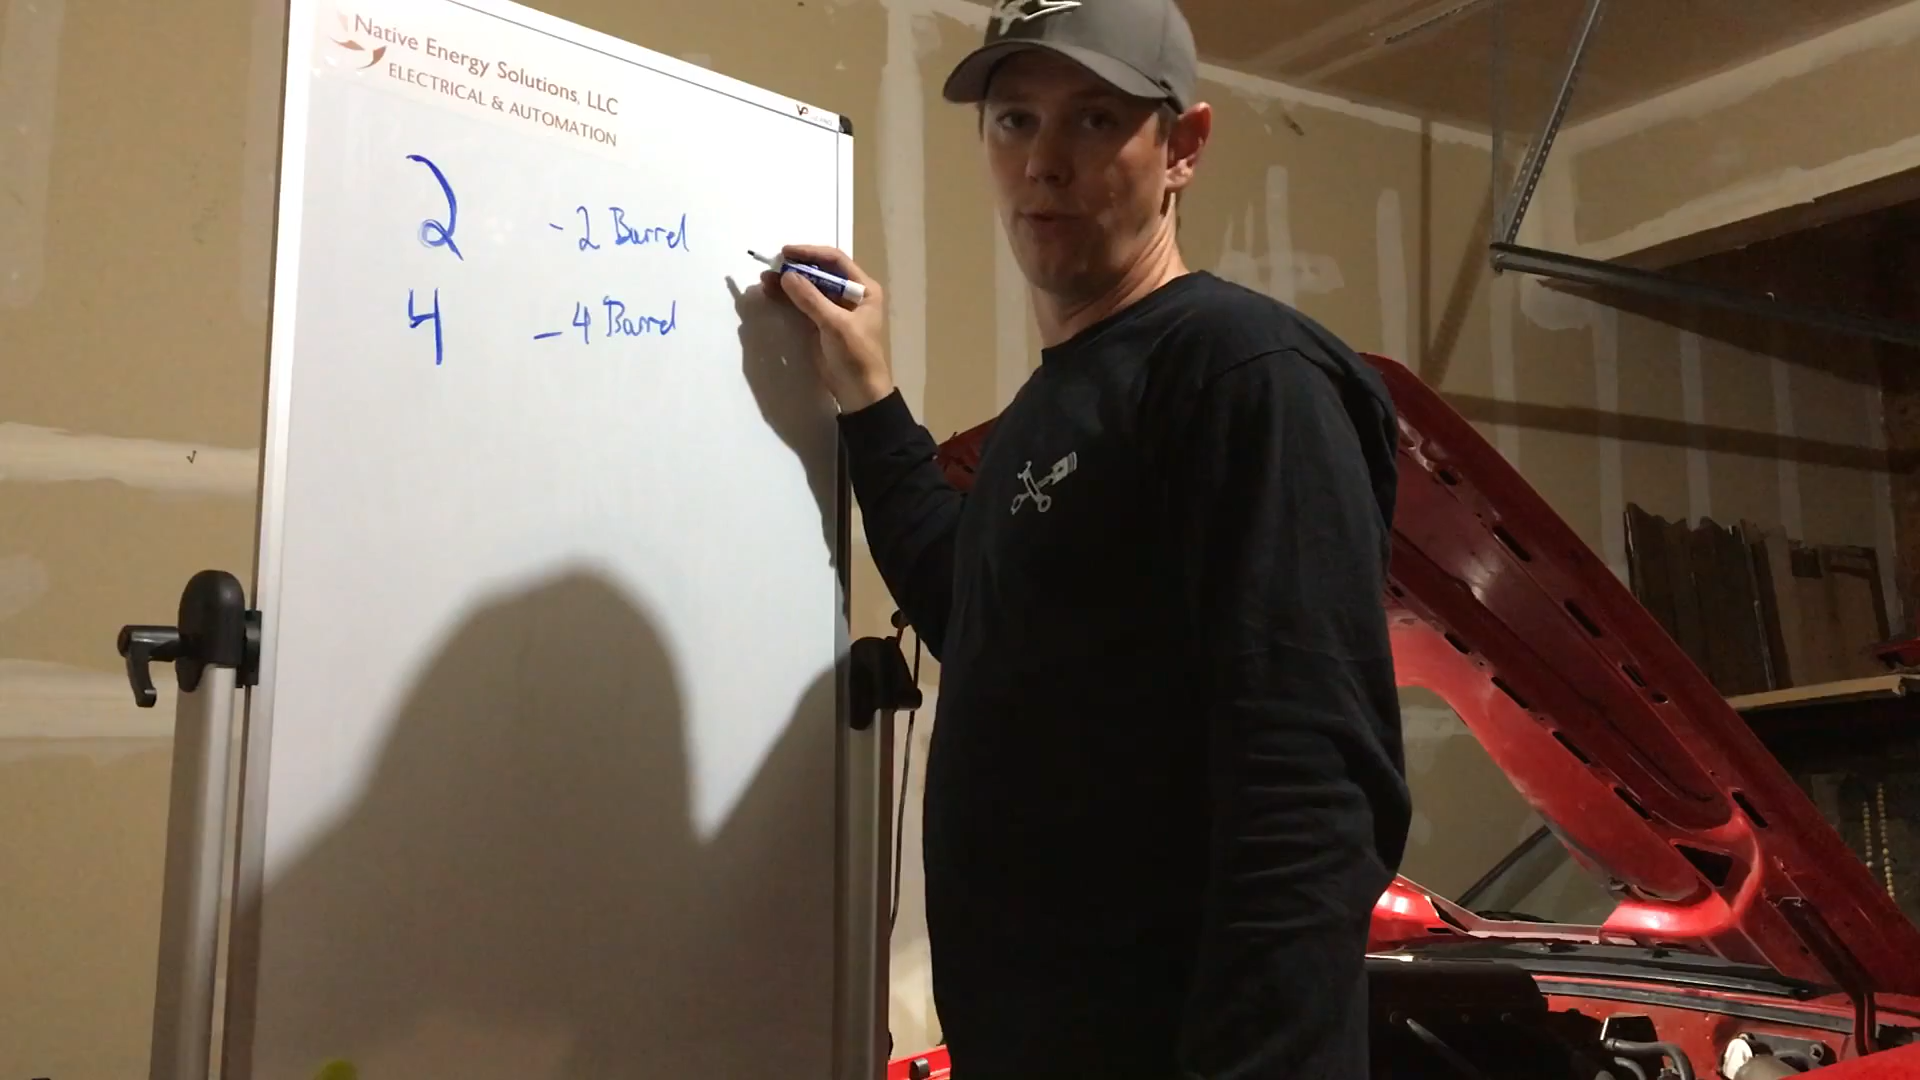 Native Energy Solutions, LLC
ELECTRICAL & AUTOMATION
2 - 2 Barrel
4 - 4 Barrel